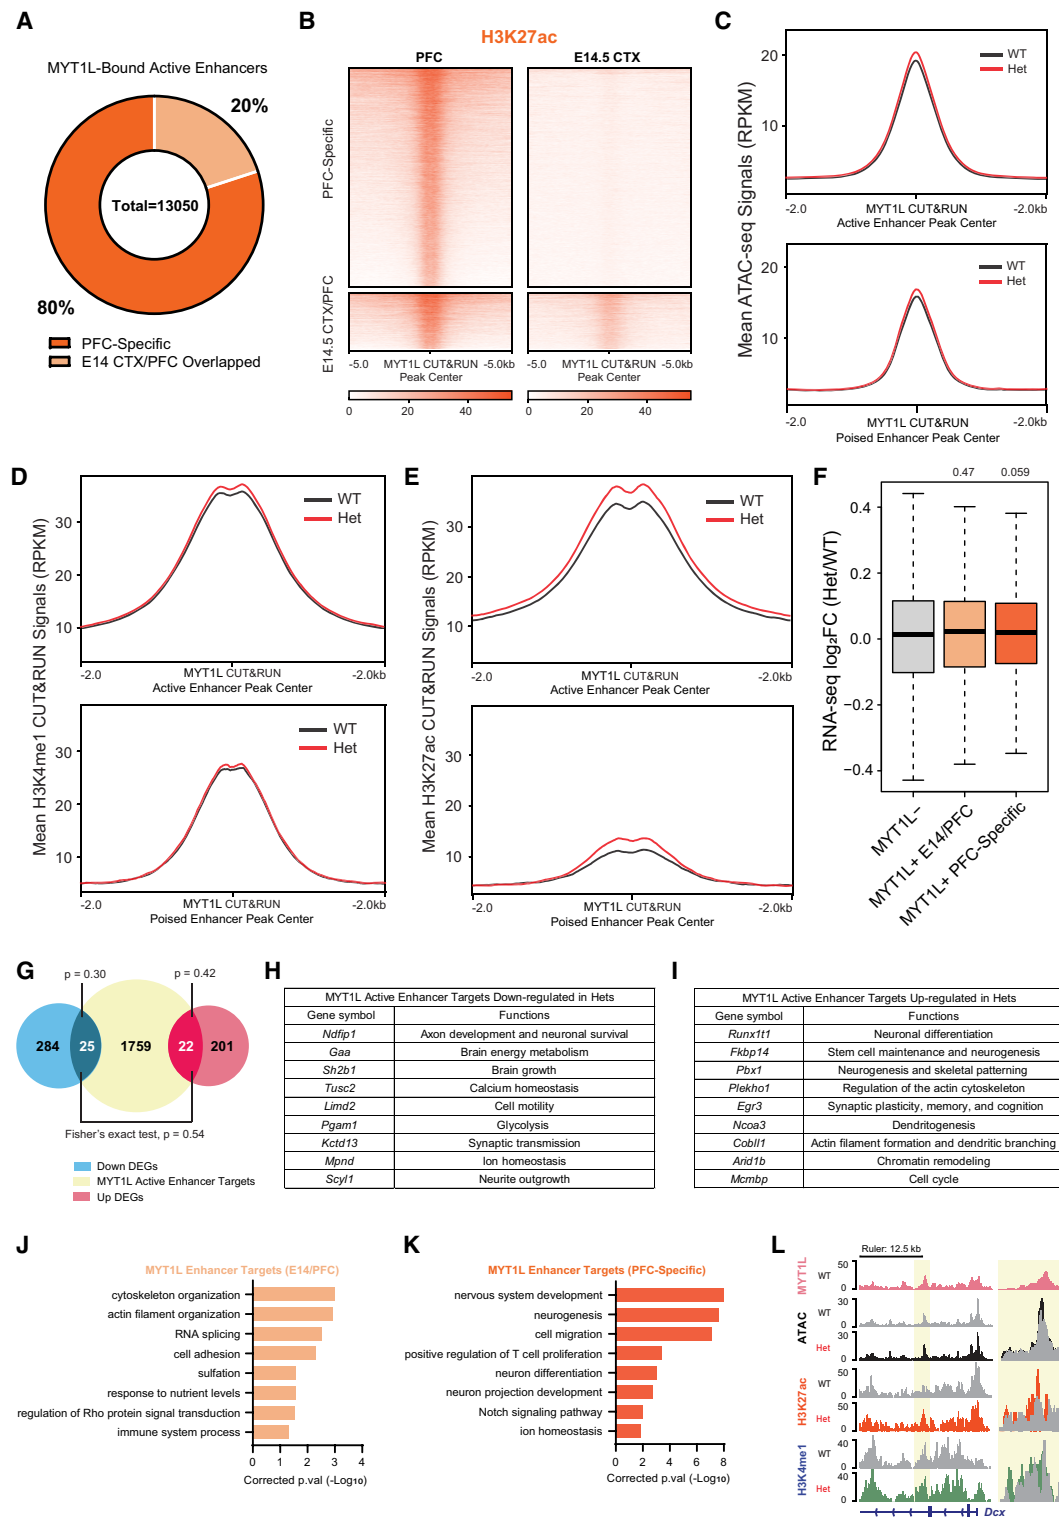 A
MYT1L-Bound Active Enhancers
20%
Total=13050
80%
PFC-Specific
E14 CTX/PFC Overlapped
B
H3K27ac
PFC
E14.5 CTX
PFC-Specific
E14.5 CTX/PFC
-5.0 MYT1L CUT&RUN -5.0kb
Peak Center
-5.0 MYT1L CUT&RUN -5.0kb
Peak Center
0 20 40
0 20 40
C
Mean ATAC-seq Signals (RPKM)
WT
Het
20
10
-2.0 MYT1L CUT&RUN -2.0kb
Active Enhancer Peak Center
WT
Het
20
10
-2.0 MYT1L CUT&RUN -2.0kb
Poised Enhancer Peak Center
D
Mean H3K4me1 CUT&RUN Signals (RPKM)
WT
Het
30
20
10
-2.0 MYT1L CUT&RUN -2.0kb
Active Enhancer Peak Center
WT
Het
30
20
10
-2.0 MYT1L CUT&RUN -2.0kb
Poised Enhancer Peak Center
E
Mean H3K27ac CUT&RUN Signals (RPKM)
WT
Het
30
20
10
-2.0 MYT1L CUT&RUN -2.0kb
Active Enhancer Peak Center
WT
Het
30
20
10
-2.0 MYT1L CUT&RUN -2.0kb
Poised Enhancer Peak Center
F
0.47 0.059
RNA-seq log₂FC (Het/WT)
0.4
0.2
0.0
−0.2
−0.4
MYT1L−
MYT1L+ E14/PFC
MYT1L+ PFC-Specific
G
p = 0.30 p = 0.42
284 25 1759 22 201
Fisher's exact test, p = 0.54
Down DEGs
MYT1L Active Enhancer Targets
Up DEGs
H
MYT1L Active Enhancer Targets Down-regulated in Hets
Gene symbol Functions
Ndfip1 Axon development and neuronal survival
Gaa Brain energy metabolism
Sh2b1 Brain growth
Tusc2 Calcium homeostasis
Limd2 Cell motility
Pgam1 Glycolysis
Kctd13 Synaptic transmission
Mpnd Ion homeostasis
Scyl1 Neurite outgrowth
I
MYT1L Active Enhancer Targets Up-regulated in Hets
Gene symbol Functions
Runx1t1 Neuronal differentiation
Fkbp14 Stem cell maintenance and neurogenesis
Pbx1 Neurogenesis and skeletal patterning
Plekho1 Regulation of the actin cytoskeleton
Egr3 Synaptic plasticity, memory, and cognition
Ncoa3 Dendritogenesis
Cobll1 Actin filament formation and dendritic branching
Arid1b Chromatin remodeling
Mcmbp Cell cycle
J
MYT1L Enhancer Targets (E14/PFC)
cytoskeleton organization
actin filament organization
RNA splicing
cell adhesion
sulfation
response to nutrient levels
regulation of Rho protein signal transduction
immune system process
0 1 2 3 4
Corrected p.val (-Log₁₀)
K
MYT1L Enhancer Targets (PFC-Specific)
nervous system development
neurogenesis
cell migration
positive regulation of T cell proliferation
neuron differentiation
neuron projection development
Notch signaling pathway
ion homeostasis
0 2 4 6 8
Corrected p.val (-Log₁₀)
L
Ruler: 12.5 kb
MYT1L
WT
50
0
ATAC
WT
30
0
Het
30
0
H3K27ac
WT
50
0
Het
50
0
H3K4me1
WT
40
0
Het
40
0
Dcx